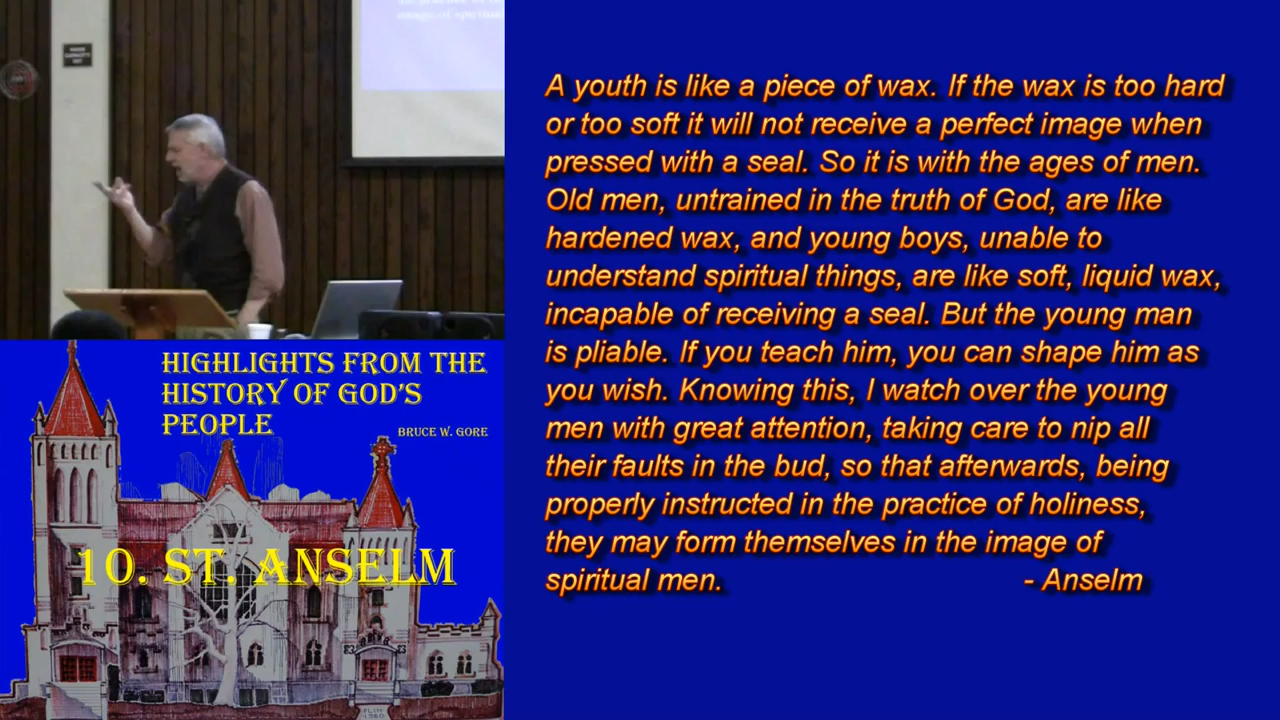 A youth is like a piece of wax. If the wax is too hard
or too soft it will not receive a perfect image when
pressed with a seal. So it is with the ages of men.
Old men, untrained in the truth of God, are like
hardened wax, and young boys, unable to
understand spiritual things, are like soft, liquid wax,
incapable of receiving a seal. But the young man
is pliable. If you teach him, you can shape him as
you wish. Knowing this, I watch over the young
men with great attention, taking care to nip all
their faults in the bud, so that afterwards, being
properly instructed in the practice of holiness,
they may form themselves in the image of
spiritual men. - Anselm
HIGHLIGHTS FROM THE
HISTORY OF GOD'S
PEOPLE
BRUCE W. GORE
10. ST. ANSELM